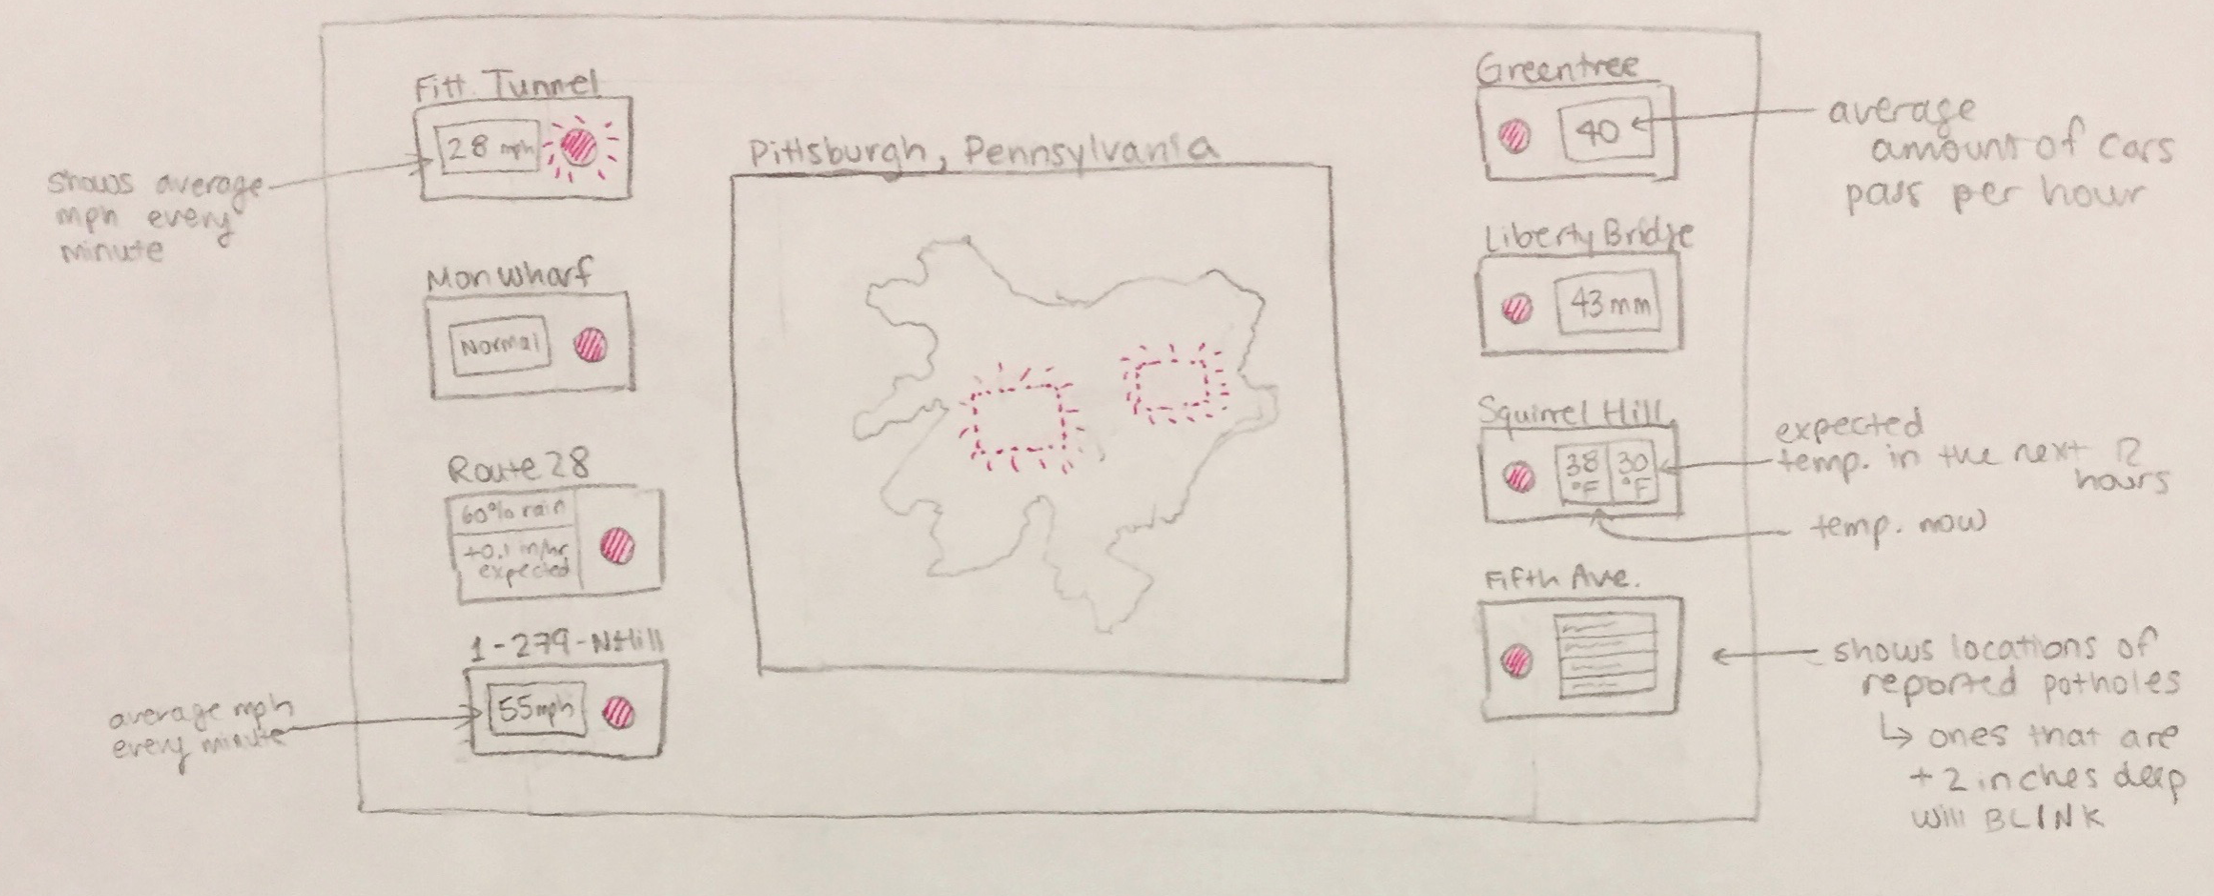 Fitt. Tunnel
28 mph
shows average
mph every
minute
Mon Wharf
Normal
Route 28
60% rain
+0.1 in/hr
expected
1-279-NHill
55mph
average mph
every minute
Pittsburgh, Pennsylvania
Greentree
40
average
amount of cars
pass per hour
Liberty Bridge
43 mm
Squirrel Hill
38 30
°F °F
expected
temp. in the next 12
hours
temp. now
Fifth Ave.
shows locations of
reported potholes
↳ ones that are
+2 inches deep
will BLINK